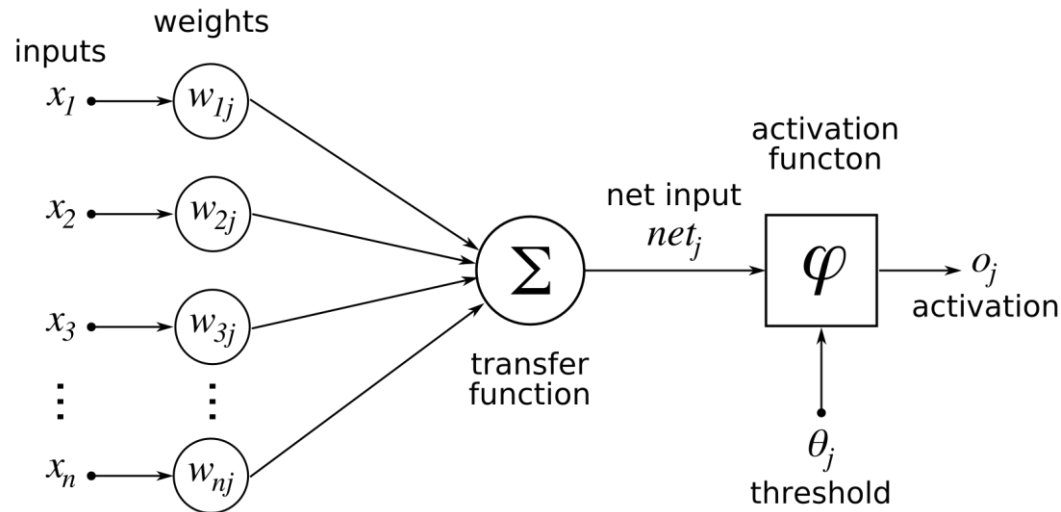 weights
inputs
x1
w1j
activation
functon
x2
w2j
net input
netj
Σ
φ
oj
activation
x3
w3j
transfer
function
⋮
⋮
θj
threshold
xn
wnj